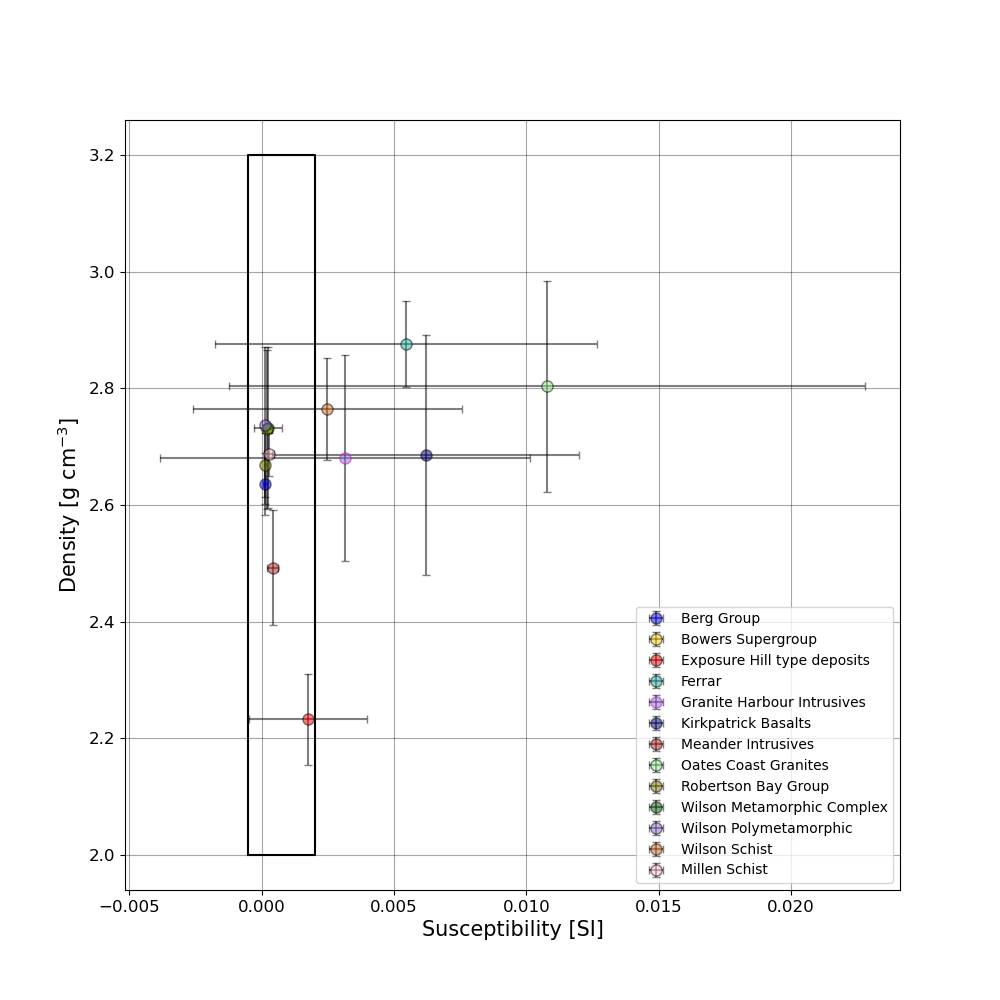 3.2
3.0
2.8
2.6
2.4
2.2
2.0
Density [g cm⁻³]
−0.005 0.000 0.005 0.010 0.015 0.020
Susceptibility [SI]
Berg Group
Bowers Supergroup
Exposure Hill type deposits
Ferrar
Granite Harbour Intrusives
Kirkpatrick Basalts
Meander Intrusives
Oates Coast Granites
Robertson Bay Group
Wilson Metamorphic Complex
Wilson Polymetamorphic
Wilson Schist
Millen Schist